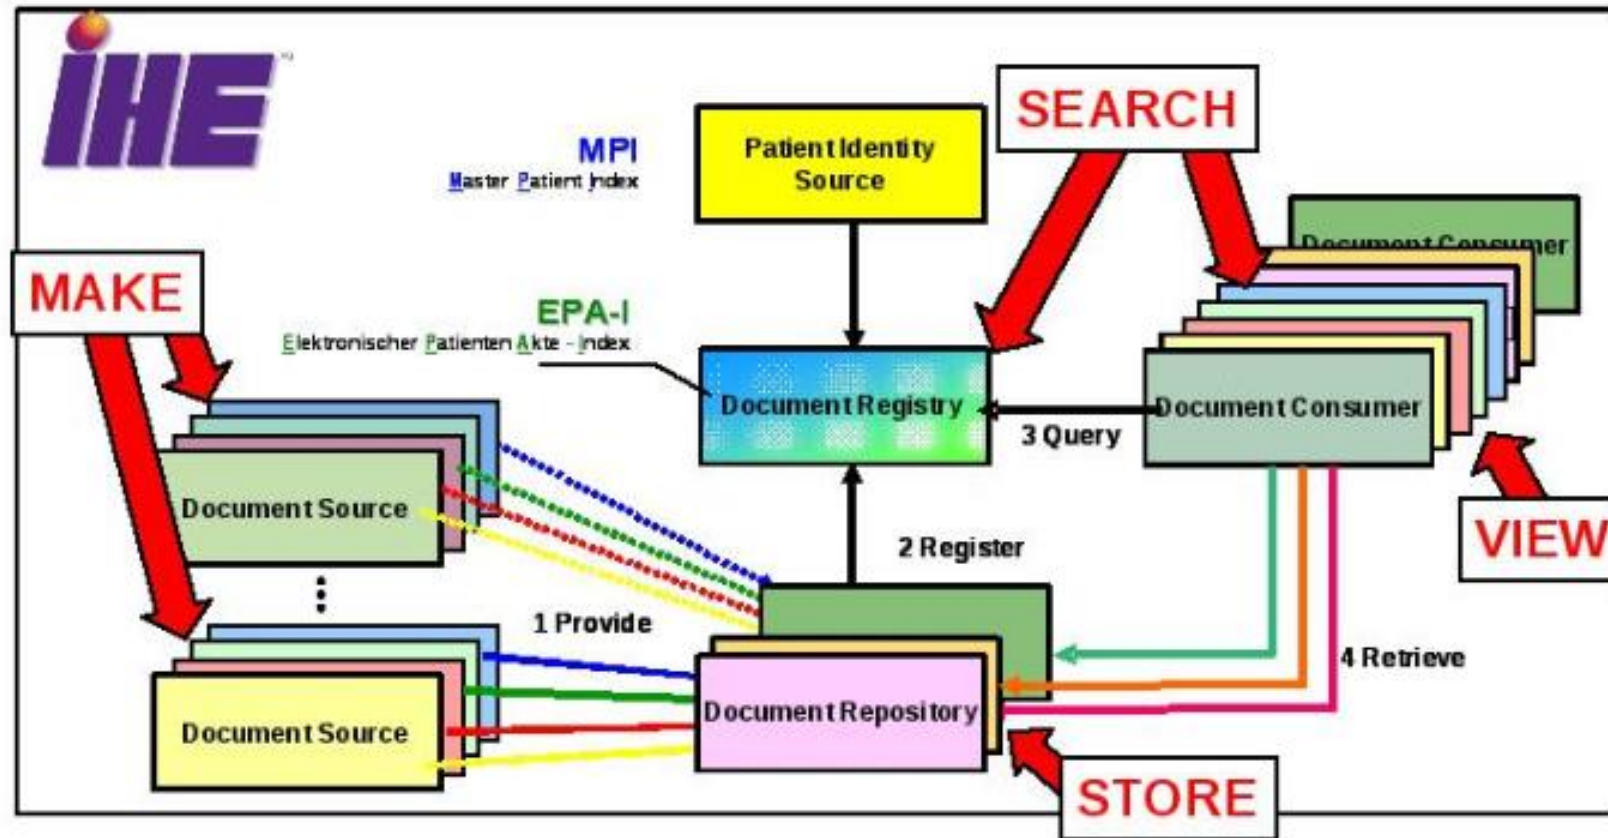 iHE
SEARCH
MPI
Master Patient Index
Patient Identity
Source
Document Consumer
MAKE
EPA-I
Elektronischer Patienten Akte - Index
Document Registry
Document Consumer
3 Query
Document Source
VIEW
2 Register
1 Provide
4 Retrieve
Document Repository
Document Source
STORE